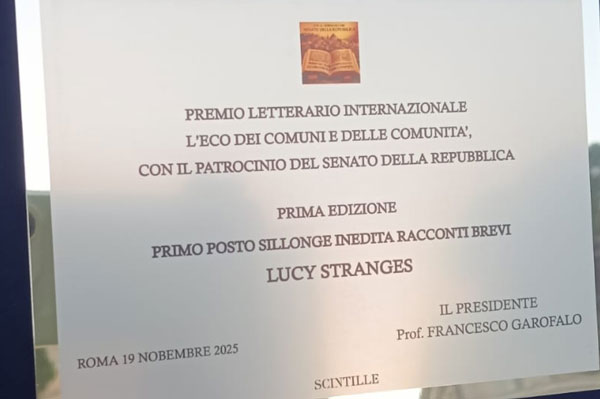 PREMIO LETTERARIO INTERNAZIONALE
L'ECO DEI COMUNI E DELLE COMUNITA’,
CON IL PATROCINIO DEL SENATO DELLA REPUBBLICA
PRIMA EDIZIONE
PRIMO POSTO SILLONGE INEDITA RACCONTI BREVI
LUCY STRANGES
IL PRESIDENTE
Prof. FRANCESCO GAROFALO
ROMA 19 NOBEMBRE 2025
SCINTILLE